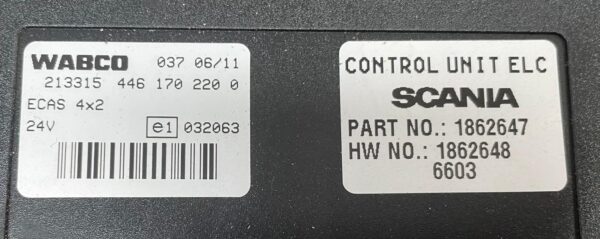 WABCO 037 06/11
213315 446 170 220 0
ECAS 4x2
24V e1 032063
CONTROL UNIT ELC
SCANIA
PART NO.: 1862647
HW NO.: 1862648
6603